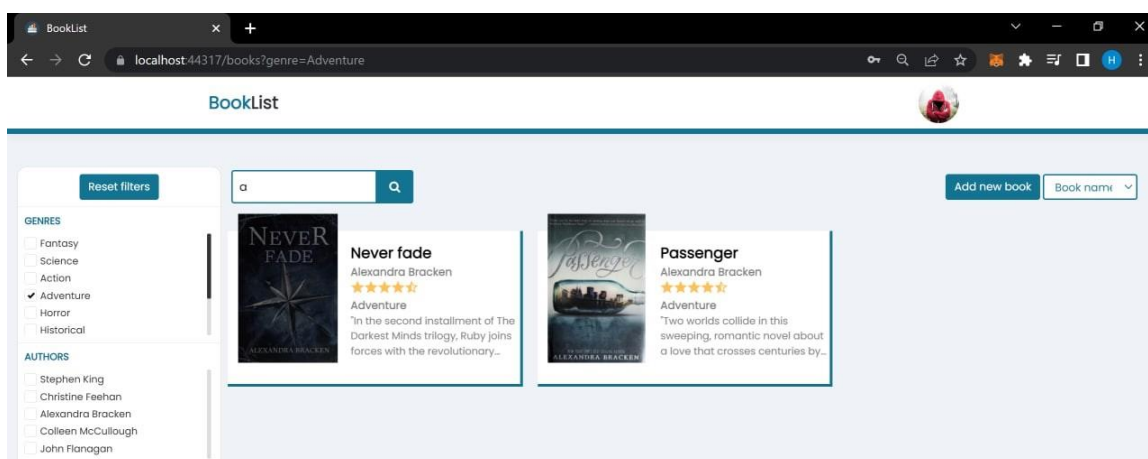 BookList
localhost:44317/books?genre=Adventure
H
BookList
Reset filters
a
Add new book
Book name
GENRES
Fantasy
Science
Action
Adventure
Horror
Historical
AUTHORS
Stephen King
Christine Feehan
Alexandra Bracken
Colleen McCullough
John Flanagan
NEVER
FADE
ALEXANDRA BRACKEN
Never fade
Alexandra Bracken
Adventure
"In the second installment of The
Darkest Minds trilogy, Ruby joins
forces with the revolutionary…
Passenger
ALEXANDRA BRACKEN
Passenger
Alexandra Bracken
Adventure
"Two worlds collide in this
sweeping, romantic novel about
a love that crosses centuries by…